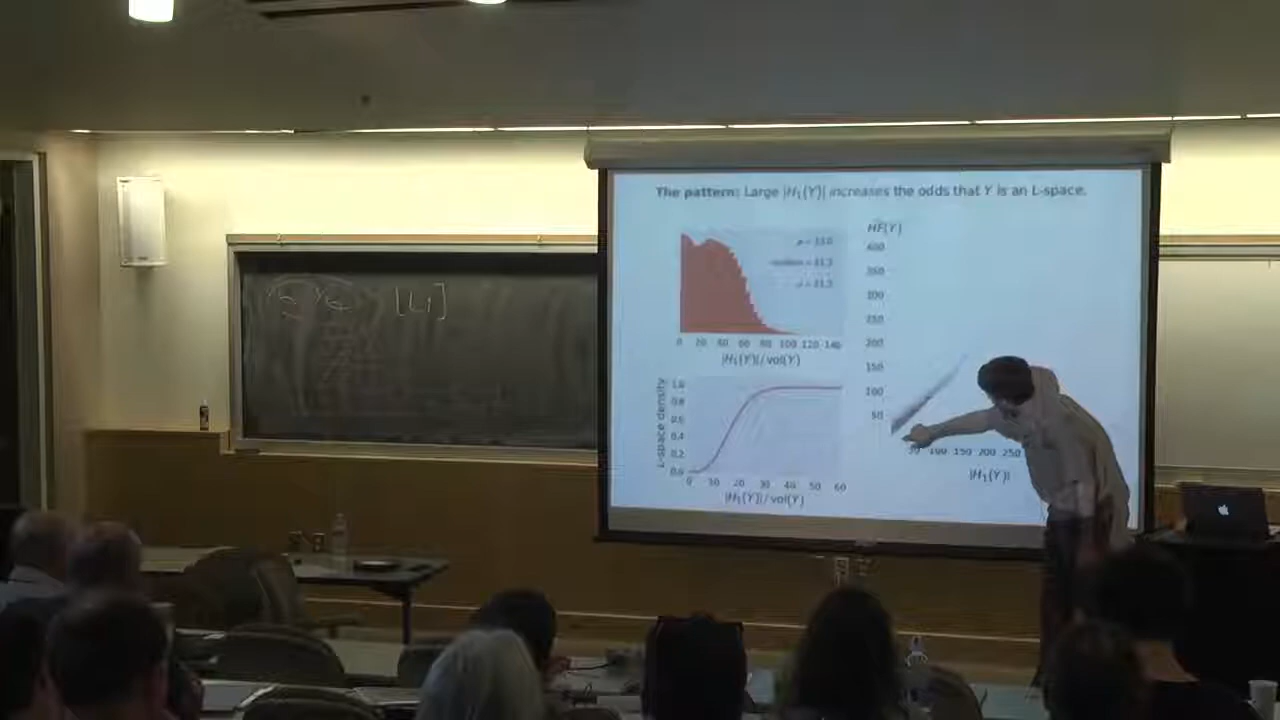 The pattern: Large |H₁(Y)| increases the odds that Y is an L-space.
0 20 40 60 80 100 120 140
|H₁(Y)|/vol(Y)
L-space density
1.0
0.8
0.6
0.4
0.2
0.0
0 10 20 30 40 50 60
|H₁(Y)|/vol(Y)
HF(Y)
400
350
300
250
200
150
100
50
50 100 150 200 250
|H₁(Y)|
[L1]